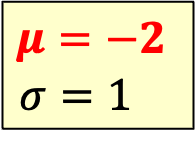 μ = −2
σ = 1